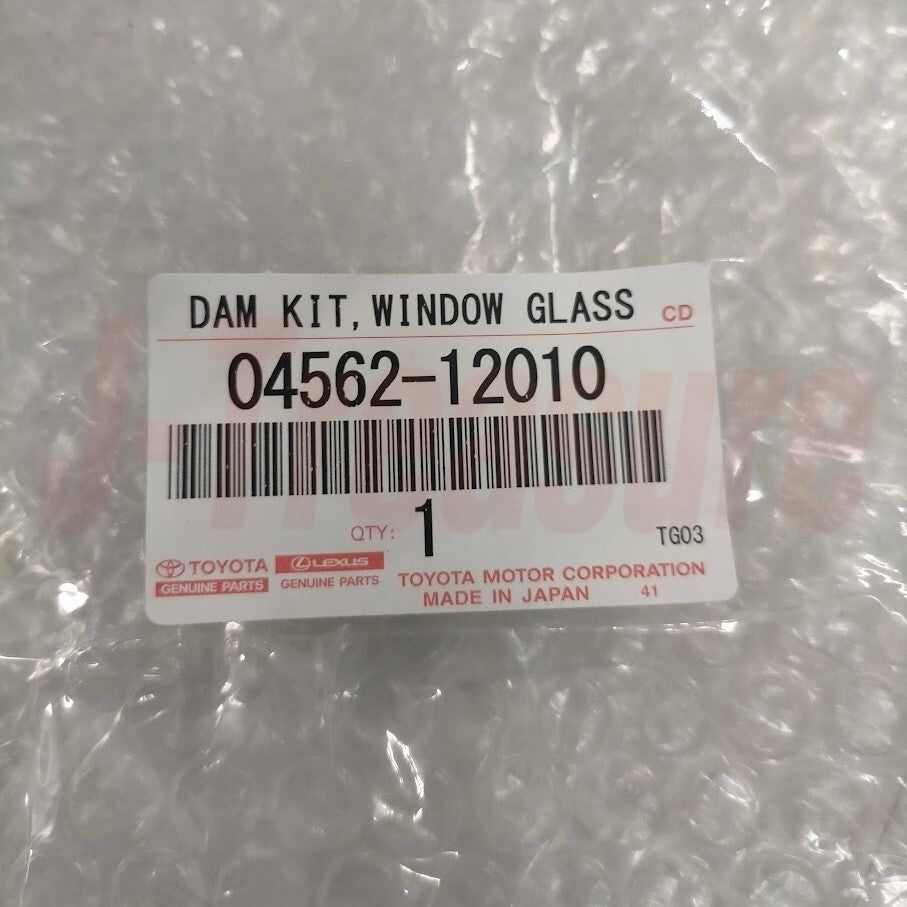 DAM KIT, WINDOW GLASS CD
04562-12010
QTY: 1 TG03
TOYOTA LEXUS
GENUINE PARTS GENUINE PARTS
TOYOTA MOTOR CORPORATION
MADE IN JAPAN 41
J-Treasure